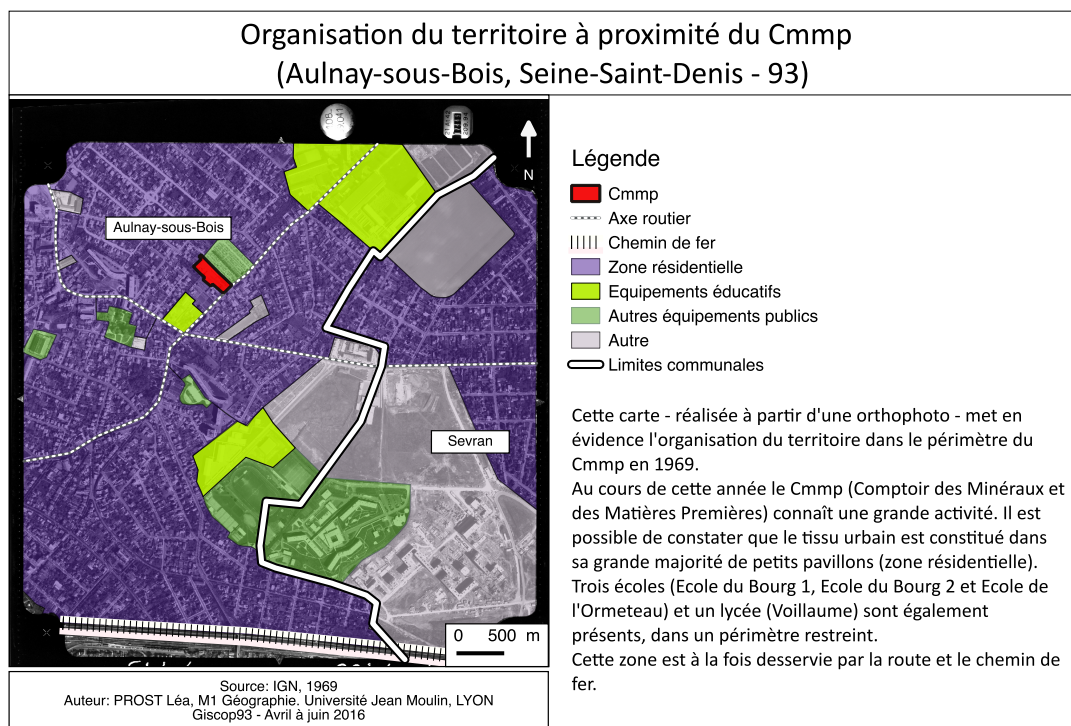 Organisation du territoire à proximité du Cmmp
(Aulnay-sous-Bois, Seine-Saint-Denis - 93)
N
Aulnay-sous-Bois
Sevran
0 500 m
Légende
Cmmp
Axe routier
Chemin de fer
Zone résidentielle
Equipements éducatifs
Autres équipements publics
Autre
Limites communales
Cette carte - réalisée à partir d'une orthophoto - met en
évidence l'organisation du territoire dans le périmètre du
Cmmp en 1969.
Au cours de cette année le Cmmp (Comptoir des Minéraux et
des Matières Premières) connaît une grande activité. Il est
possible de constater que le tissu urbain est constitué dans
sa grande majorité de petits pavillons (zone résidentielle).
Trois écoles (Ecole du Bourg 1, Ecole du Bourg 2 et Ecole de
l'Ormeteau) et un lycée (Voillaume) sont également
présents, dans un périmètre restreint.
Cette zone est à la fois desservie par la route et le chemin de
fer.
Source: IGN, 1969
Auteur: PROST Léa, M1 Géographie. Université Jean Moulin, LYON
Giscop93 - Avril à juin 2016